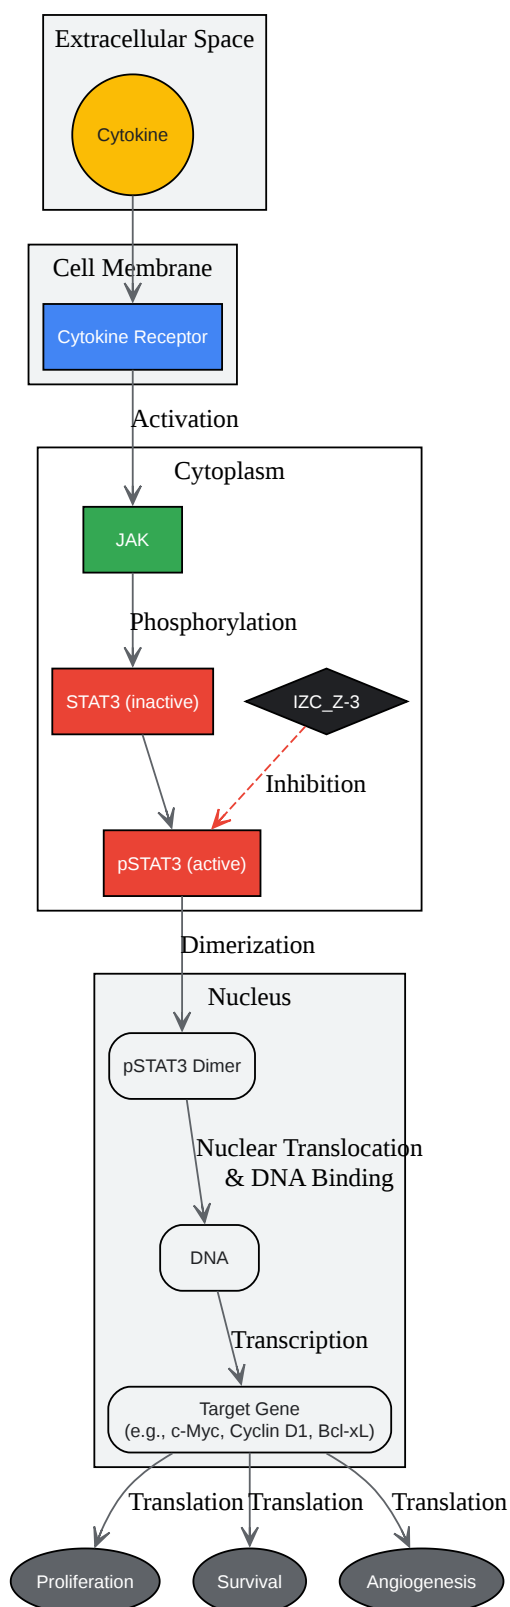 Extracellular Space
Cytokine
Cell Membrane
Cytokine Receptor
Activation
Cytoplasm
JAK
Phosphorylation
STAT3 (inactive)
IZC_Z-3
Inhibition
pSTAT3 (active)
Dimerization
Nucleus
pSTAT3 Dimer
Nuclear Translocation
& DNA Binding
DNA
Transcription
Target Gene
(e.g., c-Myc, Cyclin D1, Bcl-xL)
Translation
Translation
Translation
Proliferation
Survival
Angiogenesis